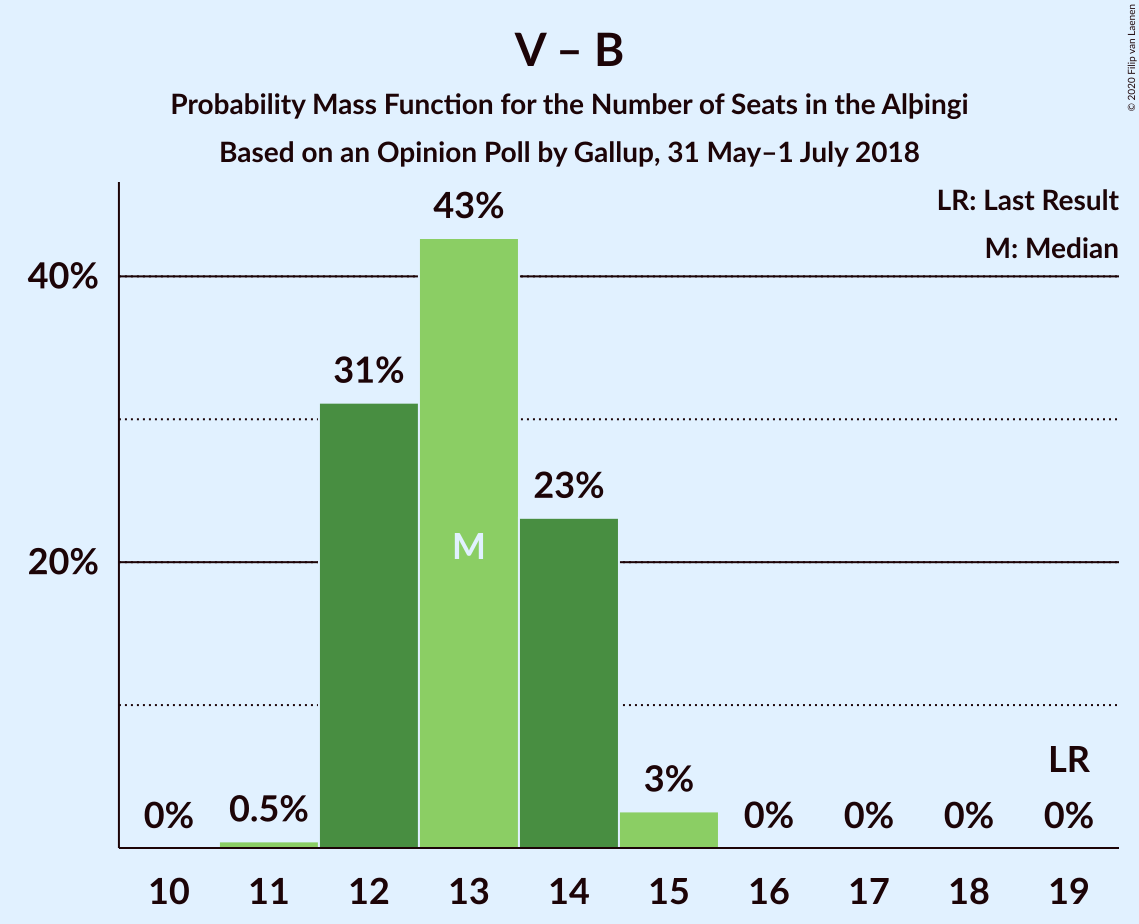 V – B
Probability Mass Function for the Number of Seats in the Alþingi
Based on an Opinion Poll by Gallup, 31 May–1 July 2018
© 2020 Filip van Laenen
LR: Last Result
M: Median
43%
40%
31%
23%
M
20%
LR
3%
0% 0.5% 0% 0% 0% 0%
10 11 12 13 14 15 16 17 18 19